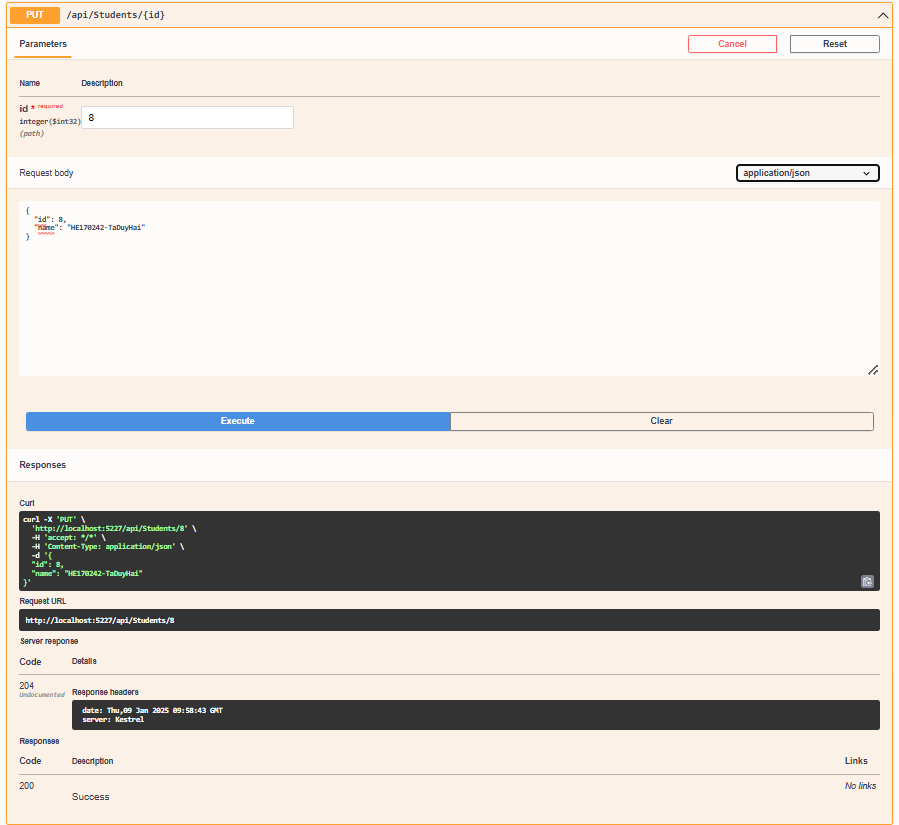 PUT /api/Students/{id}
Parameters Cancel Reset
Name Description
id * required
integer($int32) 8
(path)
Request body application/json
{
"id": 8,
"name": "HE170242-TaDuyHai"
}
Execute Clear
Responses
Curl
curl -X 'PUT' \
'http://localhost:5227/api/Students/8' \
-H 'accept: */*' \
-H 'Content-Type: application/json' \
-d '{
"id": 8,
"name": "HE170242-TaDuyHai"
}'
Request URL
http://localhost:5227/api/Students/8
Server response
Code Details
204
Undocumented Response headers
date: Thu,09 Jan 2025 09:58:43 GMT
server: Kestrel
Responses
Code Description Links
200 No links
Success